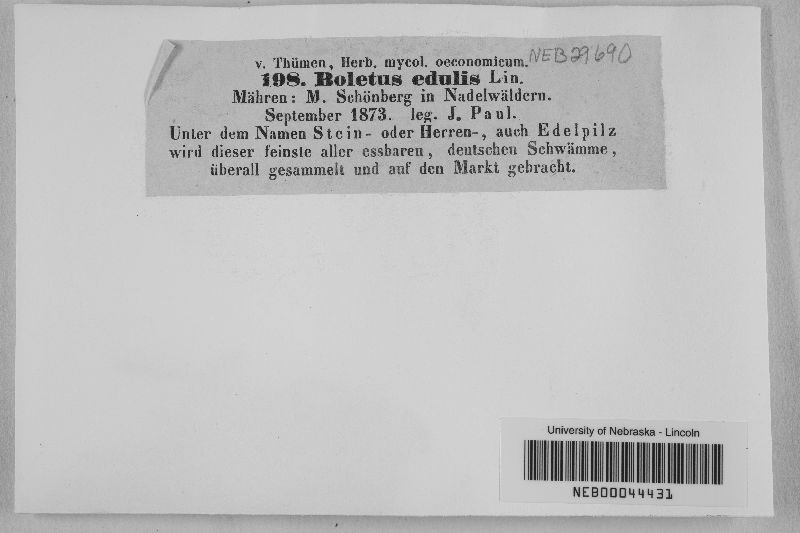 v. Thümen, Herb. mycol. oeconomicum. NEB29690
198. Boletus edulis Lin.
Mähren: M. Schönberg in Nadelwäldern.
September 1873. leg. J. Paul.
Unter dem Namen Stein- oder Herren-, auch Edelpilz
wird dieser feinste aller essbaren, deutschen Schwämme,
überall gesammelt und auf den Markt gebracht.
University of Nebraska - Lincoln
NEB00044431